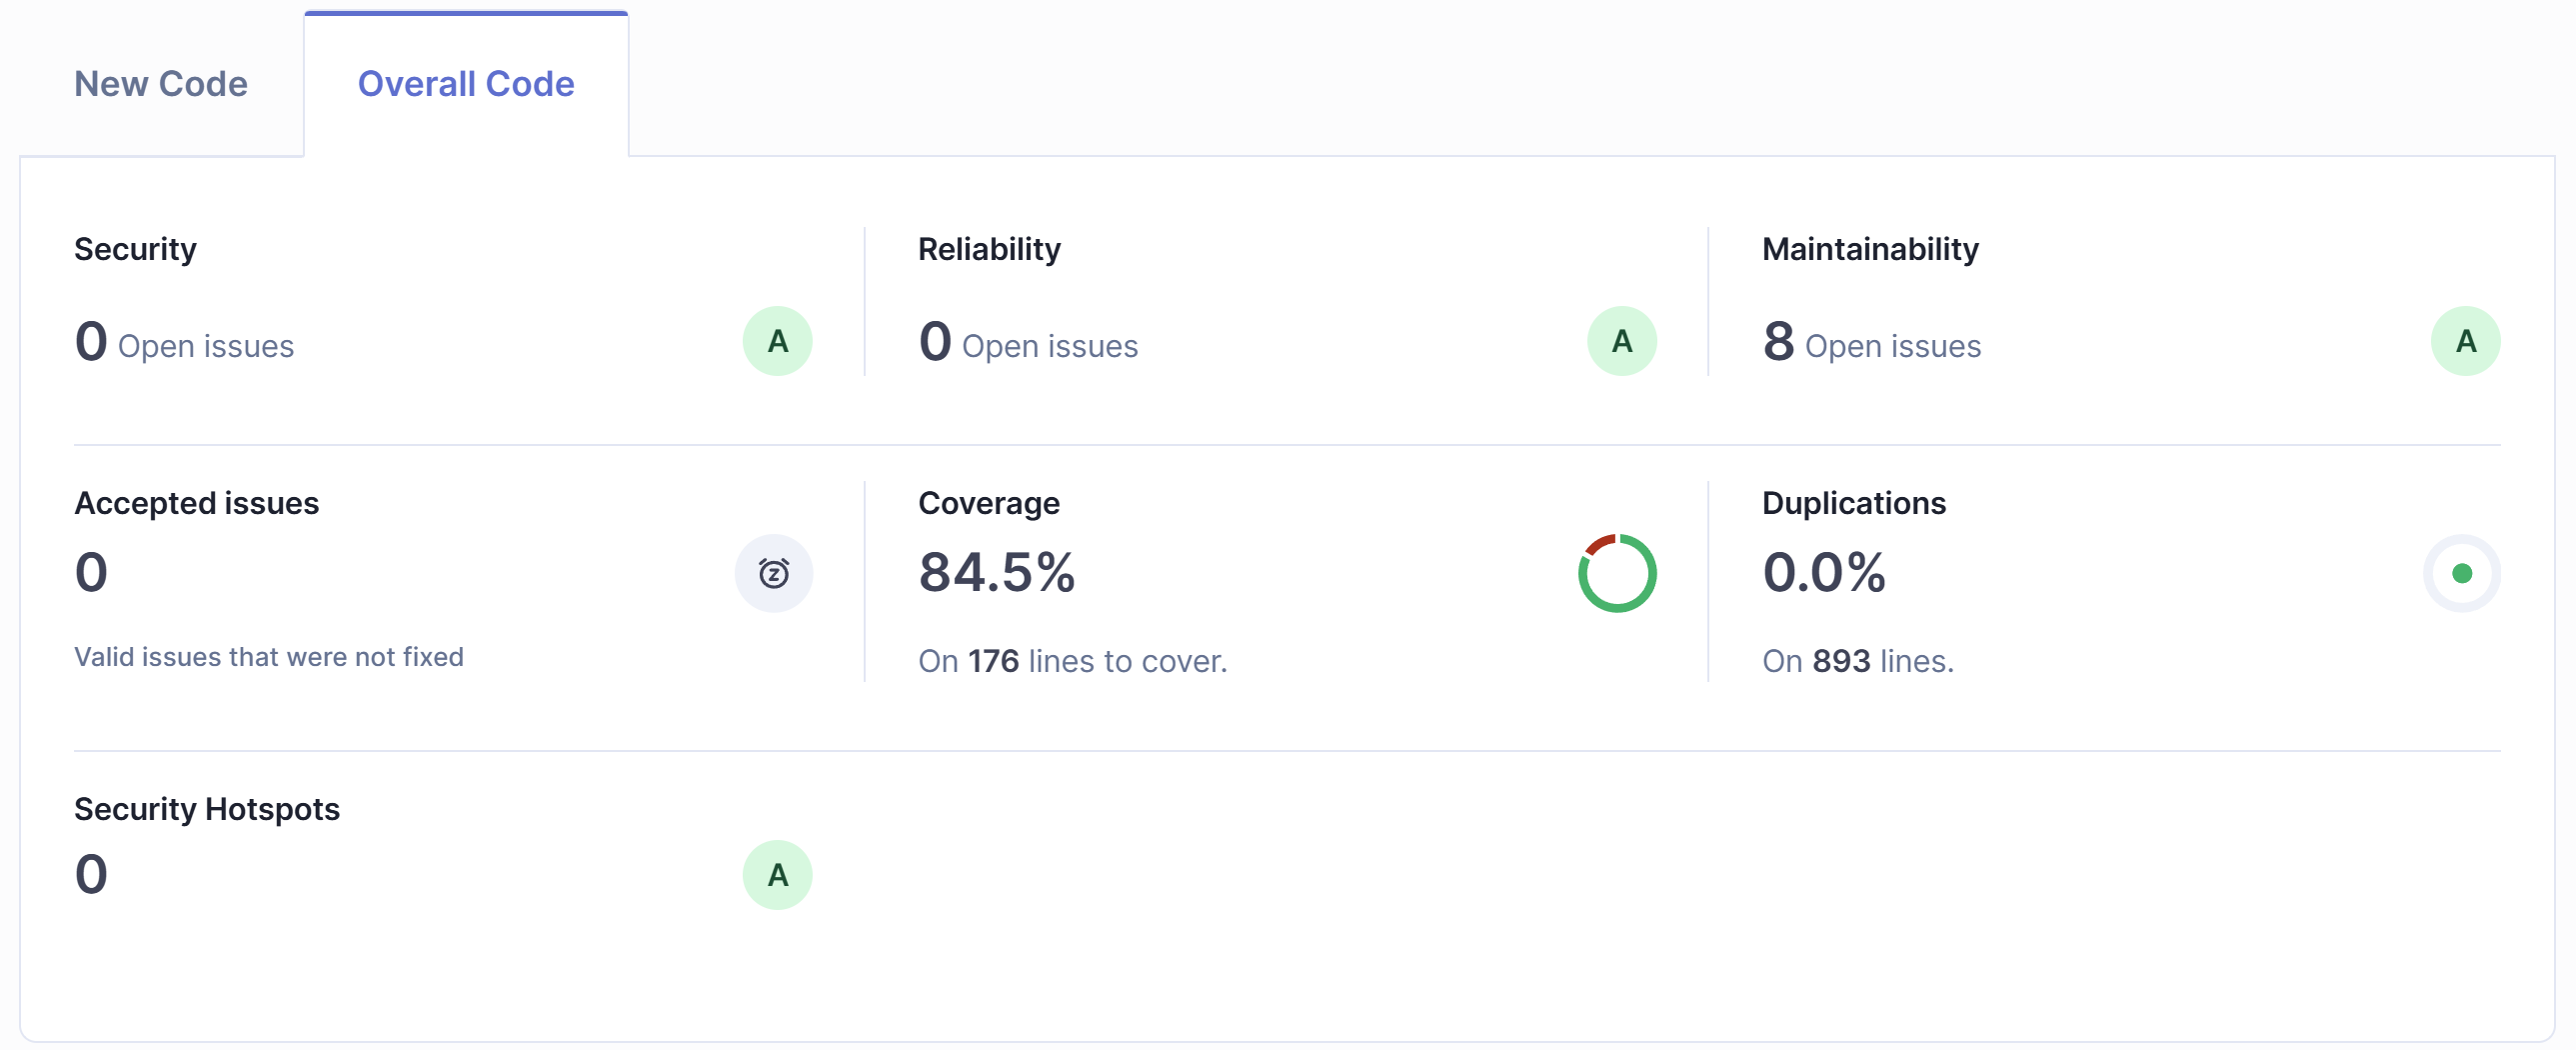 New Code
Overall Code
Security
0 Open issues
A
Reliability
0 Open issues
A
Maintainability
8 Open issues
A
Accepted issues
0
Valid issues that were not fixed
Coverage
84.5%
On 176 lines to cover.
Duplications
0.0%
On 893 lines.
Security Hotspots
0
A